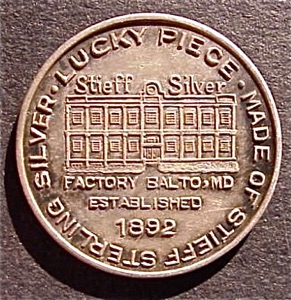 LUCKY PIECE · MADE OF STIEFF STERLING SILVER ·
Stieff Silver
FACTORY BALTO, MD
ESTABLISHED
1892